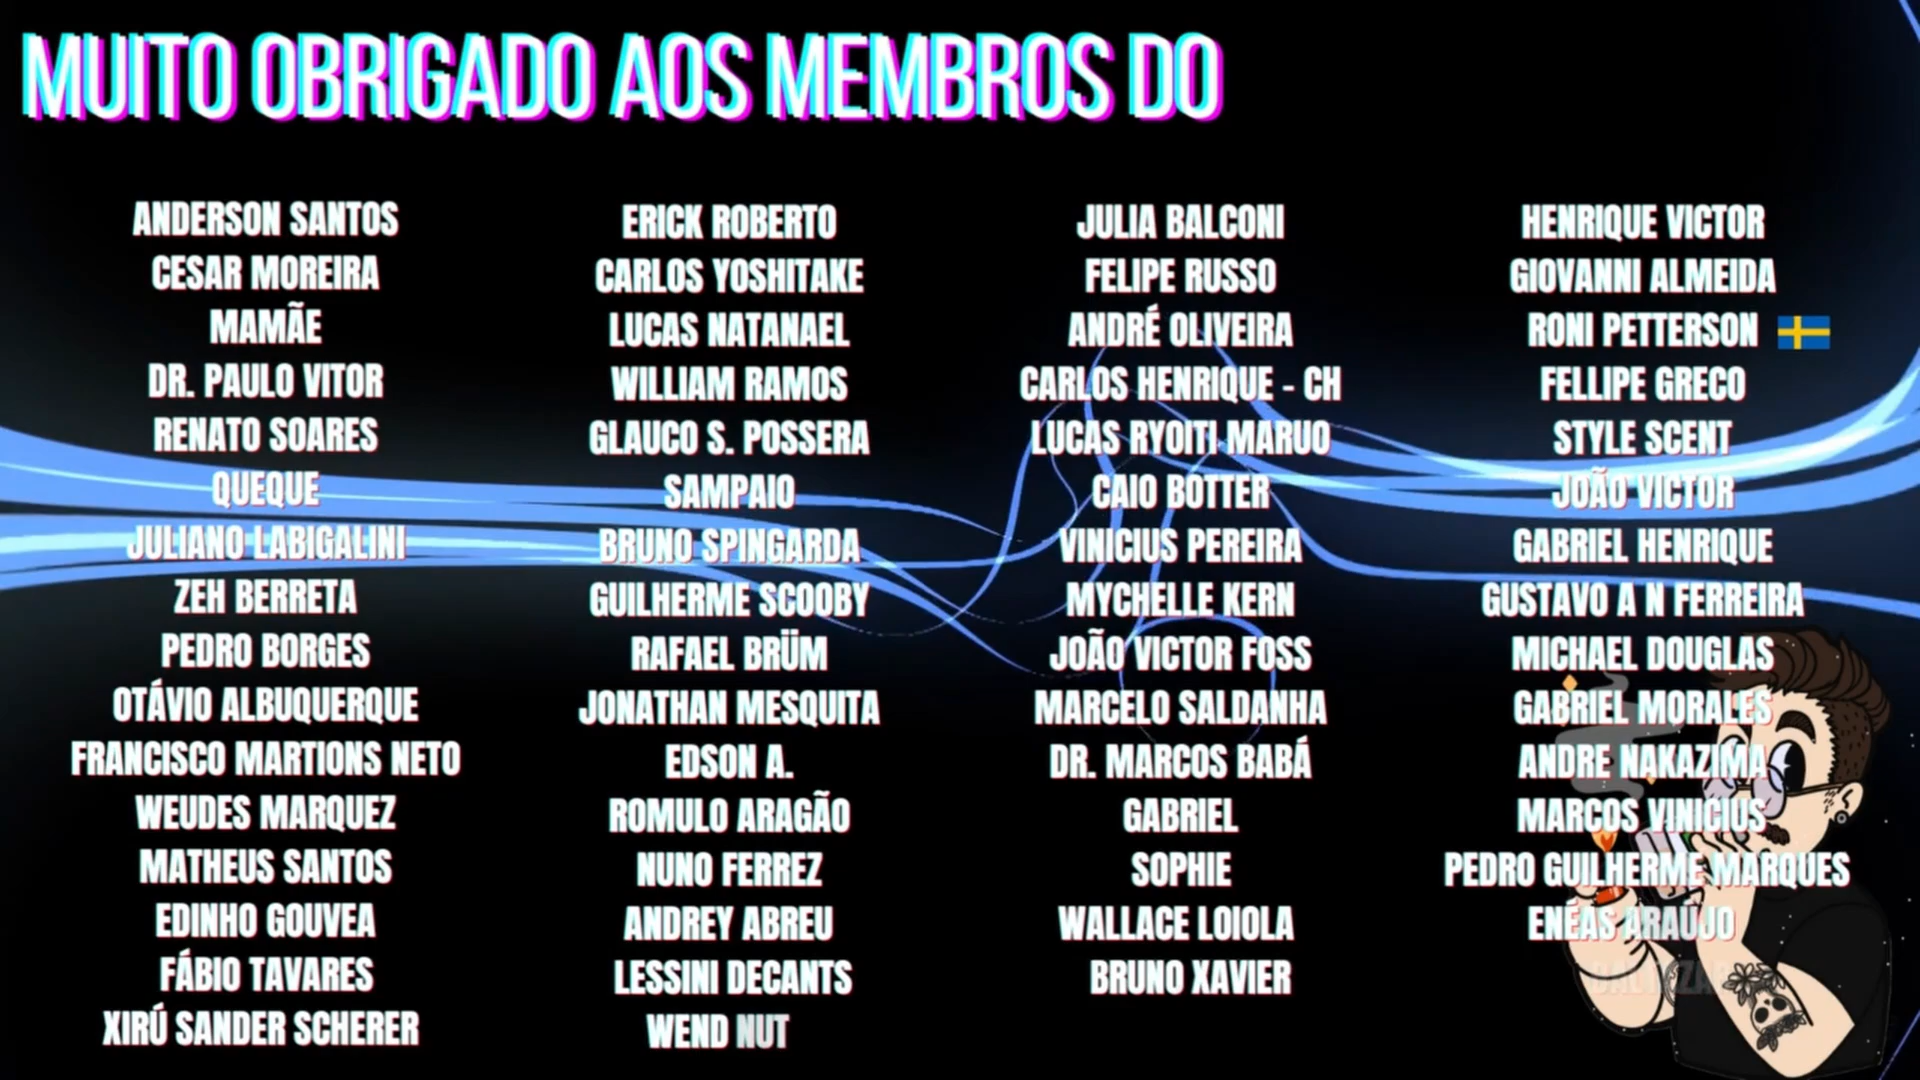 MUITO OBRIGADO AOS MEMBROS DO
ANDERSON SANTOS
CESAR MOREIRA
MAMÃE
DR. PAULO VITOR
RENATO SOARES
QUEQUE
JULIANO LABIGALINI
ZEH BERRETA
PEDRO BORGES
OTÁVIO ALBUQUERQUE
FRANCISCO MARTIONS NETO
WEUDES MARQUEZ
MATHEUS SANTOS
EDINHO GOUVEA
FÁBIO TAVARES
XIRÚ SANDER SCHERER
ERICK ROBERTO
CARLOS YOSHITAKE
LUCAS NATANAEL
WILLIAM RAMOS
GLAUCO S. POSSERA
SAMPAIO
BRUNO SPINGARDA
GUILHERME SCOOBY
RAFAEL BRÜM
JONATHAN MESQUITA
EDSON A.
ROMULO ARAGÃO
NUNO FERREZ
ANDREY ABREU
LESSINI DECANTS
WEND NUT
JULIA BALCONI
FELIPE RUSSO
ANDRÉ OLIVEIRA
CARLOS HENRIQUE - CH
LUCAS RYOITI MARUO
CAIO BOTTER
VINICIUS PEREIRA
MYCHELLE KERN
JOÃO VICTOR FOSS
MARCELO SALDANHA
DR. MARCOS BABÁ
GABRIEL
SOPHIE
WALLACE LOIOLA
BRUNO XAVIER
HENRIQUE VICTOR
GIOVANNI ALMEIDA
RONI PETTERSON
FELLIPE GRECO
STYLE SCENT
JOÃO VICTOR
GABRIEL HENRIQUE
GUSTAVO A N FERREIRA
MICHAEL DOUGLAS
GABRIEL MORALES
ANDRE NAKAZIMA
MARCOS VINICIUS
PEDRO GUILHERME MARQUES
ENÉAS ARAÚJO